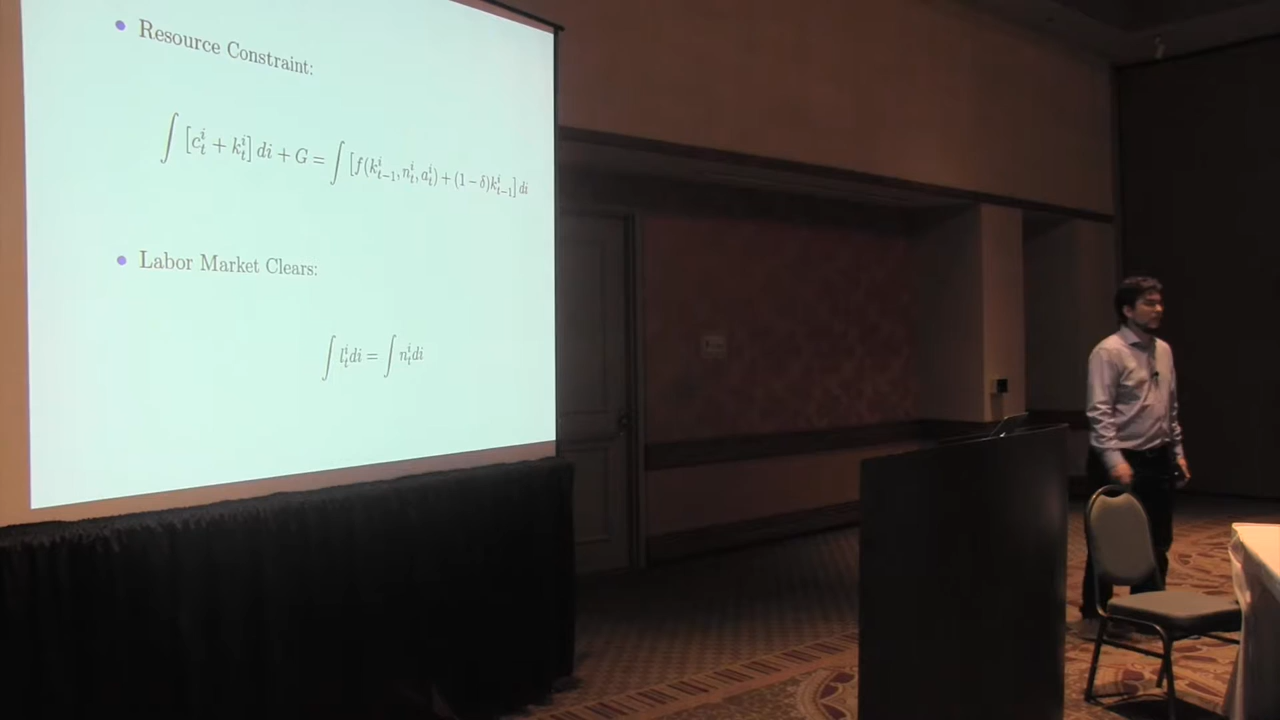 • Resource Constraint:
∫ [c_t^i + k_t^i] di + G = ∫ [f(k_{t−1}^i, n_t^i, a_t^i) + (1 − δ)k_{t−1}^i] di
• Labor Market Clears:
∫ l_t^i di = ∫ n_t^i di